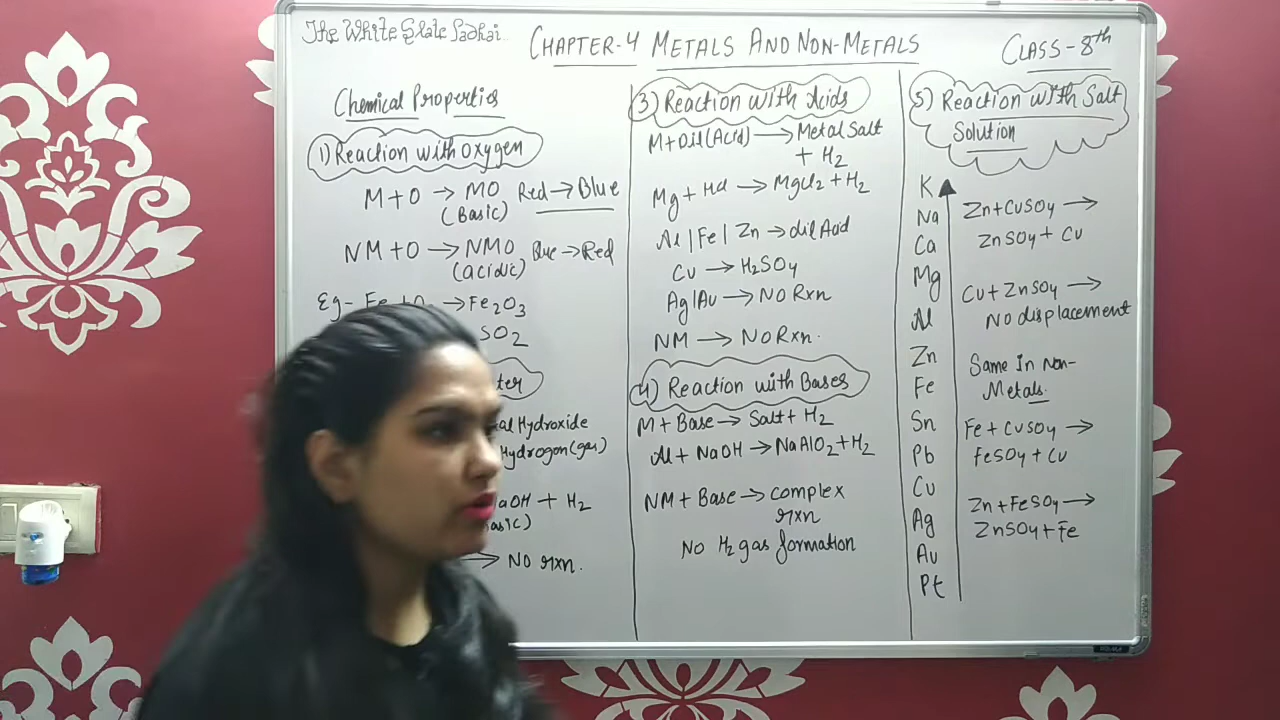 The White Slate Padhai...
CHAPTER-4 METALS AND NON-METALS
CLASS-8th
Chemical Properties
1) Reaction with Oxygen
M + O → MO Red → Blue
(Basic)
NM + O → NMO Blue → Red
(acidic)
Eg- Fe + O → Fe2O3
SO2
ter
al Hydroxide
Hydrogon (gas)
aOH + H2
asic)
→ No rxn.
3) Reaction with Acids
M + Dil (Acid) → Metal Salt
+ H2
Mg + Hcl → Mgcl2 + H2
Al | Fe | Zn → dil Acid
Cu → H2SO4
Ag | Au → NO Rxn
NM → NO Rxn.
4) Reaction with Bases
M + Base → Salt + H2
Al + NaOH → NaAlO2 + H2
NM + Base → complex
rxn
No H2 gas formation
5) Reaction with Salt
Solution
K
Na
Ca
Mg
Al
Zn
Fe
Sn
Pb
Cu
Ag
Au
Pt
Zn + CuSO4 →
ZnSO4 + Cu
Cu + ZnSO4 →
No displacement
Same In Non-
Metals.
Fe + CuSO4 →
FeSO4 + Cu
Zn + FeSO4 →
ZnSO4 + Fe